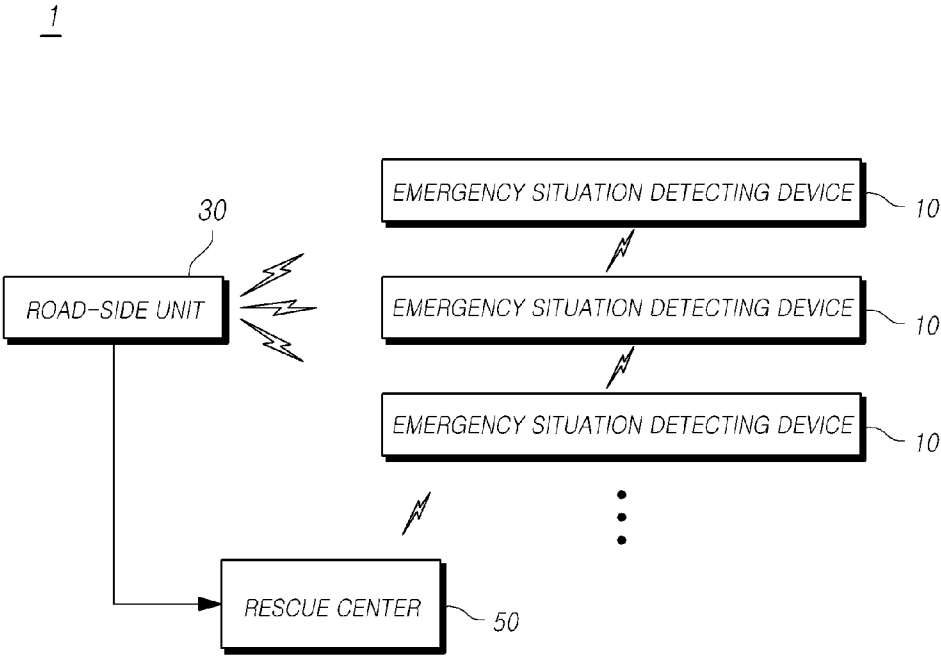 1
EMERGENCY SITUATION DETECTING DEVICE
10
30
ROAD-SIDE UNIT
EMERGENCY SITUATION DETECTING DEVICE
10
EMERGENCY SITUATION DETECTING DEVICE
10
RESCUE CENTER
50